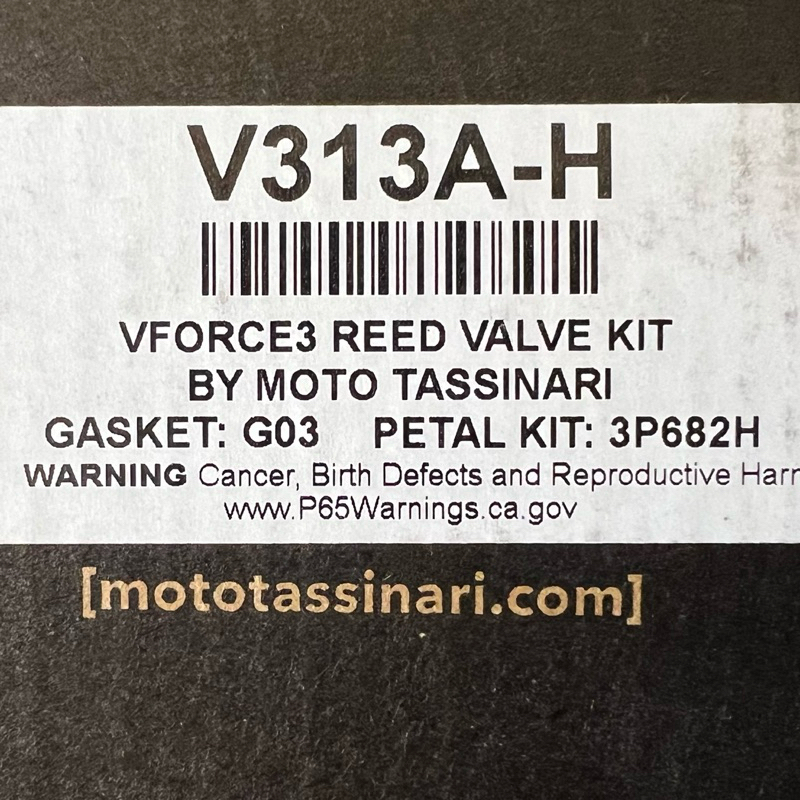 V313A-H
VFORCE3 REED VALVE KIT
BY MOTO TASSINARI
GASKET: G03 PETAL KIT: 3P682H
WARNING Cancer, Birth Defects and Reproductive Harm
www.P65Warnings.ca.gov
[mototassinari.com]